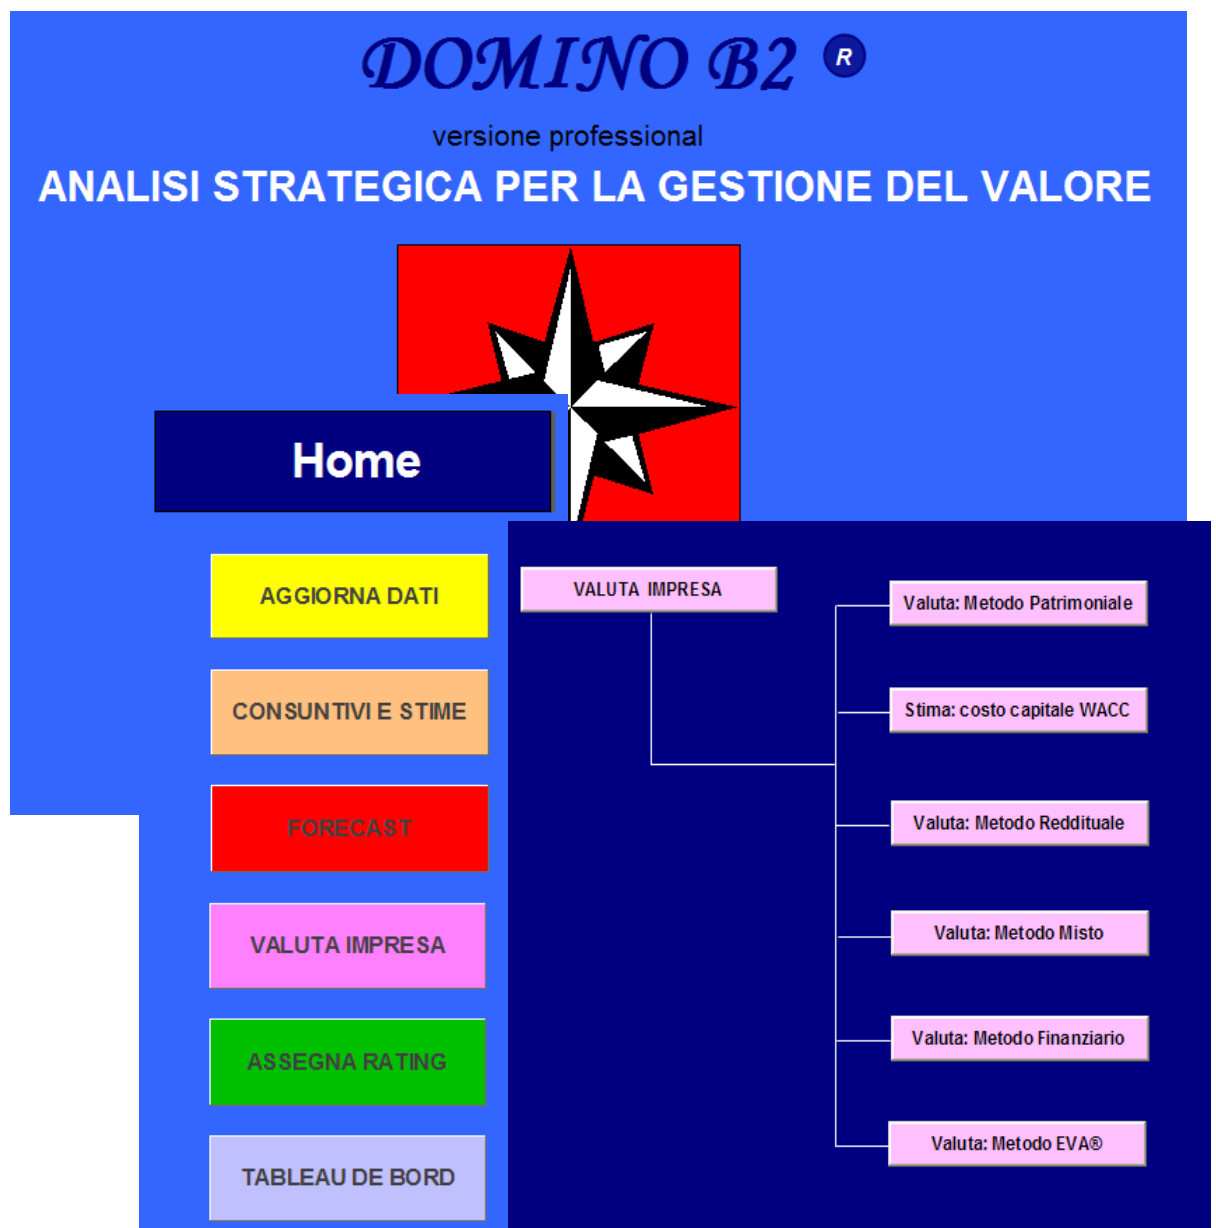 DOMINO B2 ®
versione professional
ANALISI STRATEGICA PER LA GESTIONE DEL VALORE
Home
AGGIORNA DATI
CONSUNTIVI E STIME
FORECAST
VALUTA IMPRESA
ASSEGNA RATING
TABLEAU DE BORD
VALUTA IMPRESA
Valuta: Metodo Patrimoniale
Stima: costo capitale WACC
Valuta: Metodo Reddituale
Valuta: Metodo Misto
Valuta: Metodo Finanziario
Valuta: Metodo EVA®